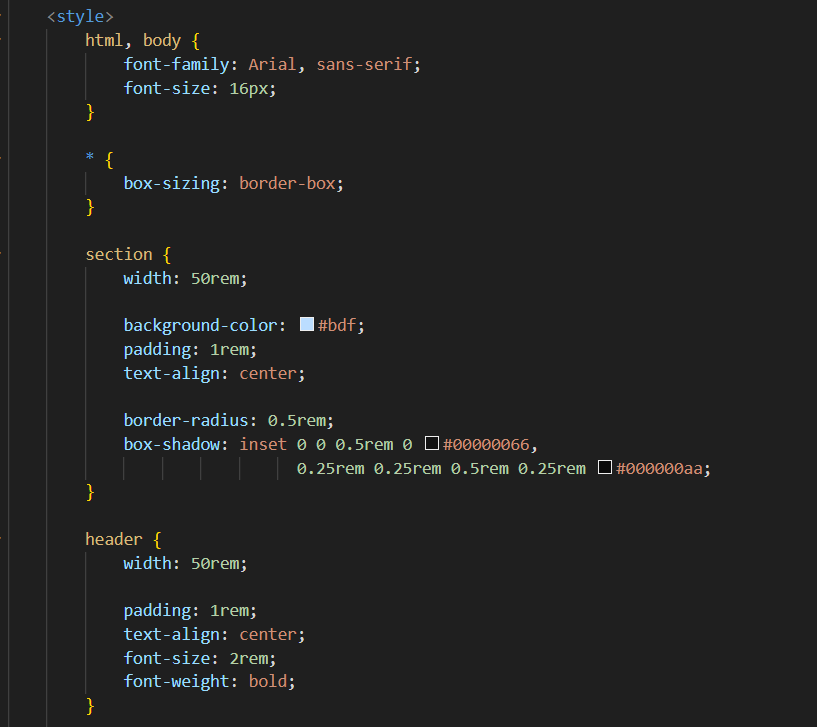 <style>
html, body {
font-family: Arial, sans-serif;
font-size: 16px;
}
* {
box-sizing: border-box;
}
section {
width: 50rem;
background-color: #bdf;
padding: 1rem;
text-align: center;
border-radius: 0.5rem;
box-shadow: inset 0 0 0.5rem 0 #00000066,
0.25rem 0.25rem 0.5rem 0.25rem #000000aa;
}
header {
width: 50rem;
padding: 1rem;
text-align: center;
font-size: 2rem;
font-weight: bold;
}